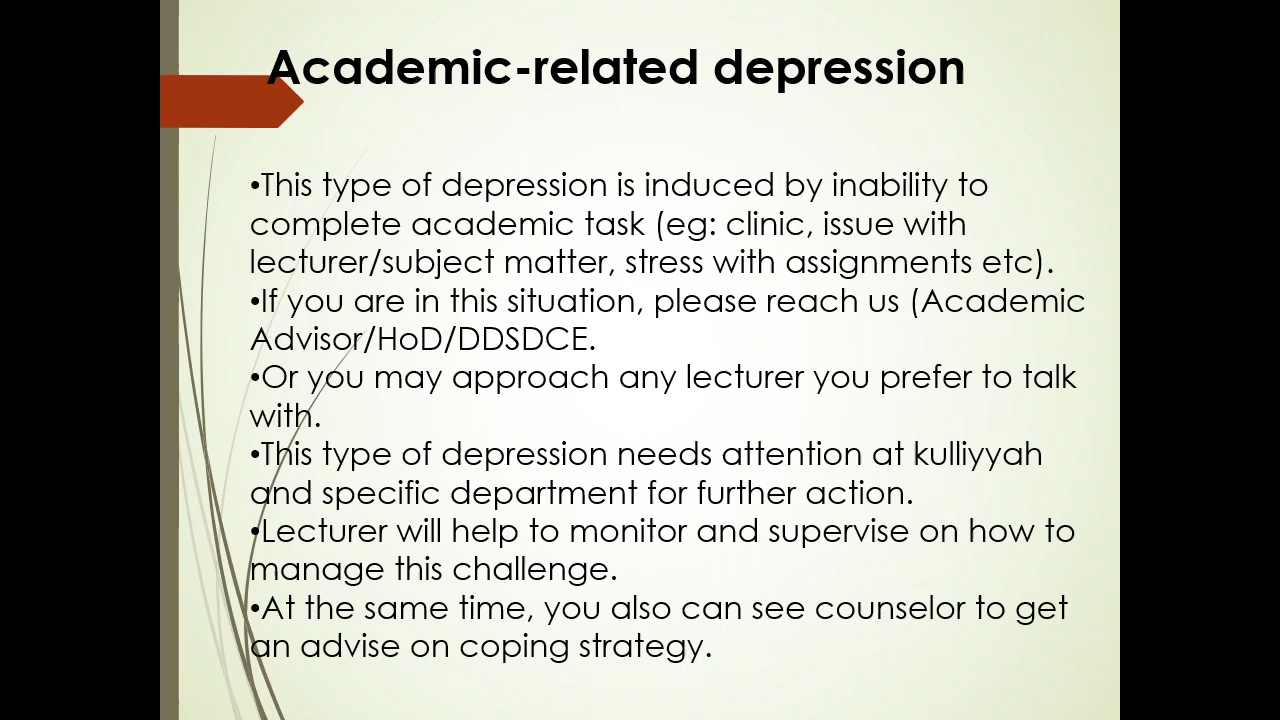 Academic-related depression
•This type of depression is induced by inability to
complete academic task (eg: clinic, issue with
lecturer/subject matter, stress with assignments etc).
•If you are in this situation, please reach us (Academic
Advisor/HoD/DDSDCE.
•Or you may approach any lecturer you prefer to talk
with.
•This type of depression needs attention at kulliyyah
and specific department for further action.
•Lecturer will help to monitor and supervise on how to
manage this challenge.
•At the same time, you also can see counselor to get
an advise on coping strategy.